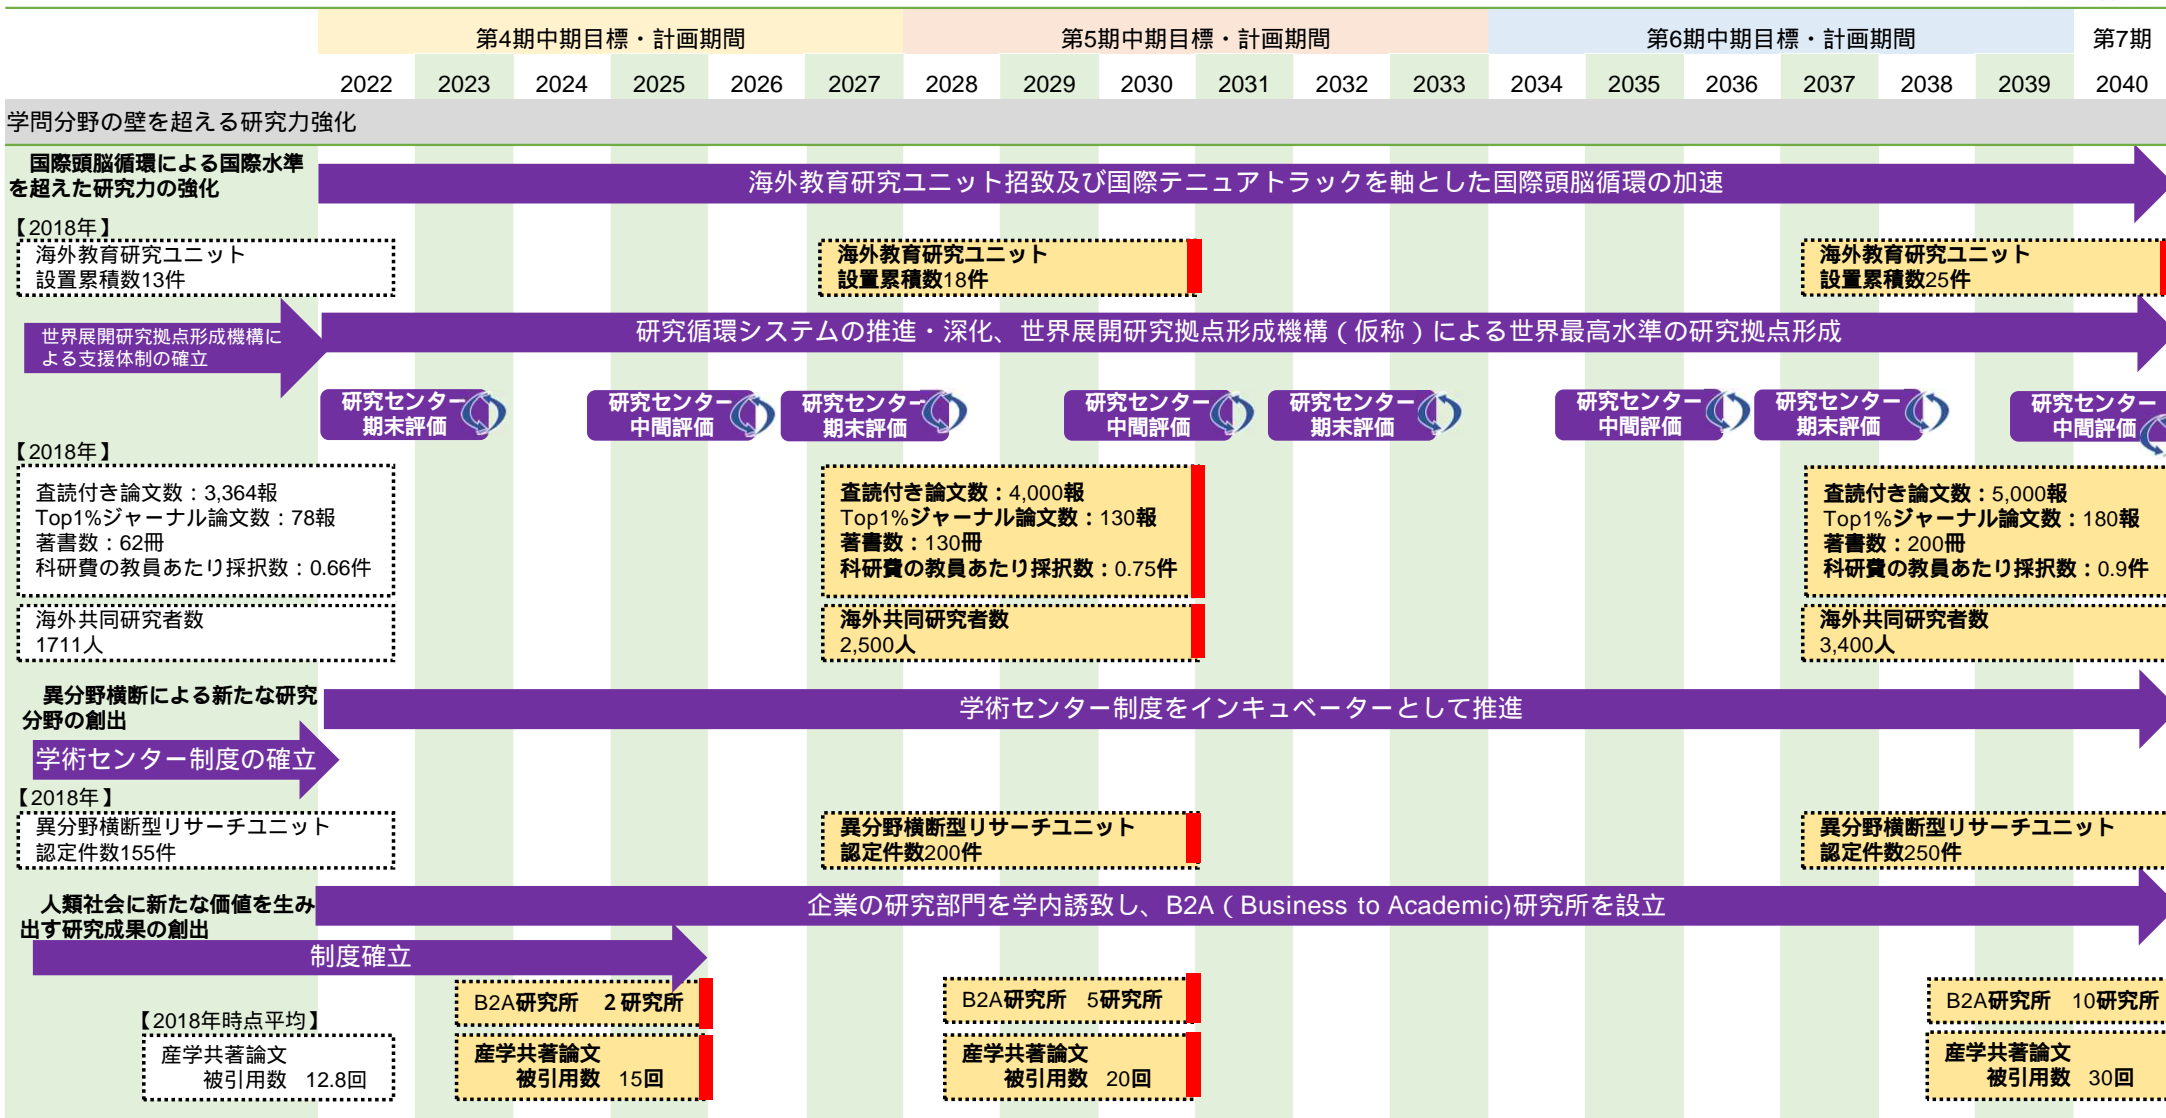 第4期中期目標・計画期間
第5期中期目標・計画期間
第6期中期目標・計画期間
第7期
2022 2023 2024 2025 2026 2027 2028 2029 2030 2031 2032 2033 2034 2035 2036 2037 2038 2039 2040
学問分野の壁を超える研究力強化
国際頭脳循環による国際水準
を超えた研究力の強化
海外教育研究ユニット招致及び国際テニュアトラックを軸とした国際頭脳循環の加速
【2018年】
海外教育研究ユニット
設置累積数13件
海外教育研究ユニット
設置累積数18件
海外教育研究ユニット
設置累積数25件
世界展開研究拠点形成機構に
よる支援体制の確立
研究循環システムの推進・深化、世界展開研究拠点形成機構(仮称)による世界最高水準の研究拠点形成
研究センター
期末評価
研究センター
中間評価
研究センター
期末評価
研究センター
中間評価
研究センター
期末評価
研究センター
中間評価
研究センター
期末評価
研究センター
中間評価
【2018年】
査読付き論文数:3,364報
Top1%ジャーナル論文数:78報
著書数:62冊
科研費の教員あたり採択数:0.66件
査読付き論文数:4,000報
Top1%ジャーナル論文数:130報
著書数:130冊
科研費の教員あたり採択数:0.75件
査読付き論文数:5,000報
Top1%ジャーナル論文数:180報
著書数:200冊
科研費の教員あたり採択数:0.9件
海外共同研究者数
1711人
海外共同研究者数
2,500人
海外共同研究者数
3,400人
異分野横断による新たな研究
分野の創出
学術センター制度をインキュベーターとして推進
学術センター制度の確立
【2018年】
異分野横断型リサーチユニット
認定件数155件
異分野横断型リサーチユニット
認定件数200件
異分野横断型リサーチユニット
認定件数250件
人類社会に新たな価値を生み
出す研究成果の創出
企業の研究部門を学内誘致し、B2A(Business to Academic)研究所を設立
制度確立
B2A研究所 2研究所
B2A研究所 5研究所
B2A研究所 10研究所
【2018年時点平均】
産学共著論文
被引用数 12.8回
産学共著論文
被引用数 15回
産学共著論文
被引用数 20回
産学共著論文
被引用数 30回